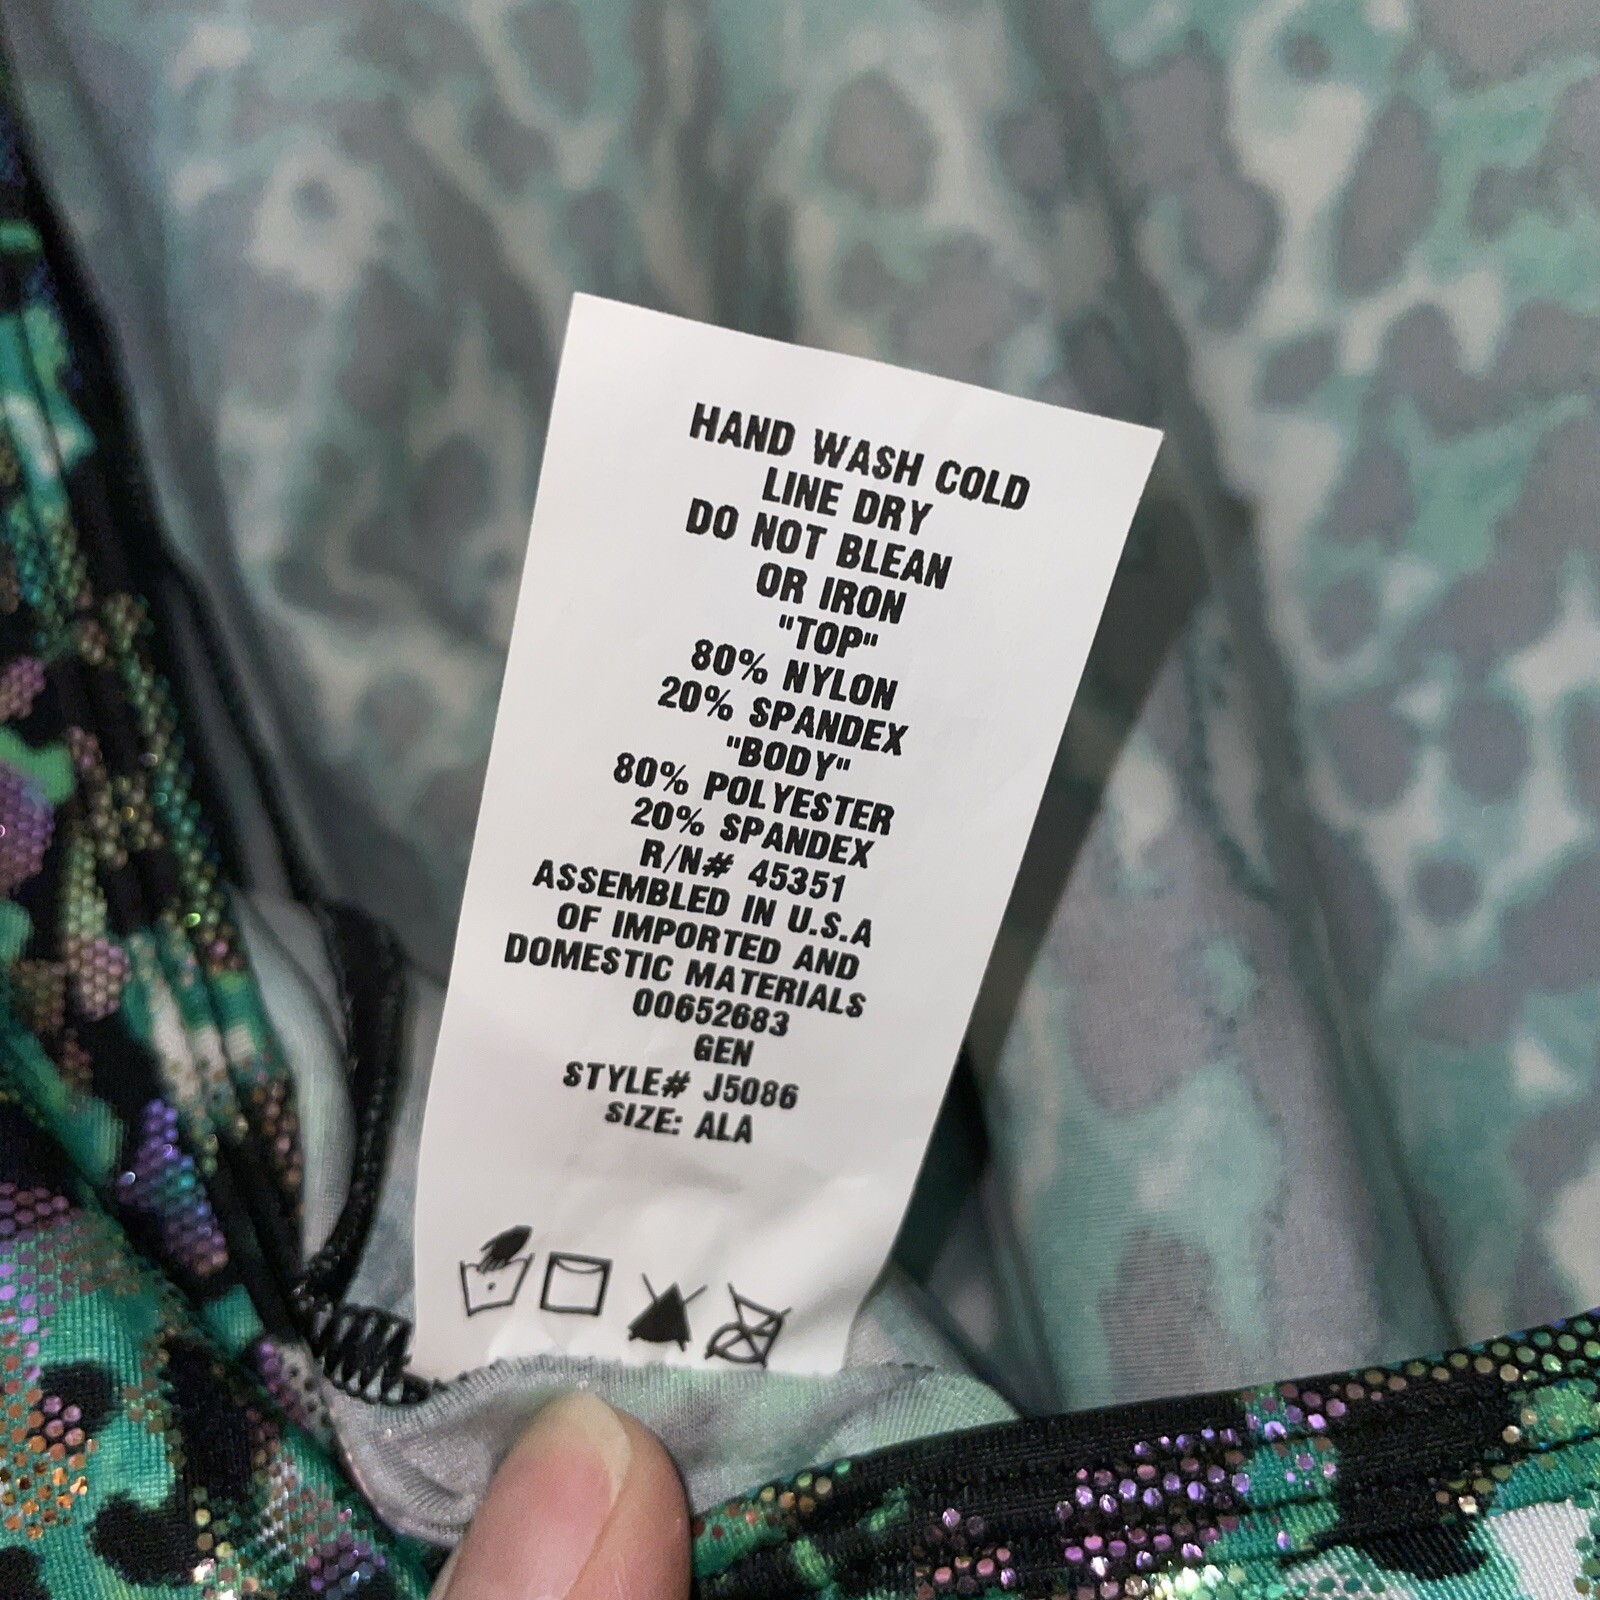 HAND WASH COLD
LINE DRY
DO NOT BLEAN
OR IRON
"TOP"
80% NYLON
20% SPANDEX
"BODY"
80% POLYESTER
20% SPANDEX
R/N# 45351
ASSEMBLED IN U.S.A
OF IMPORTED AND
DOMESTIC MATERIALS
00652683
GEN
STYLE# J5086
SIZE: ALA